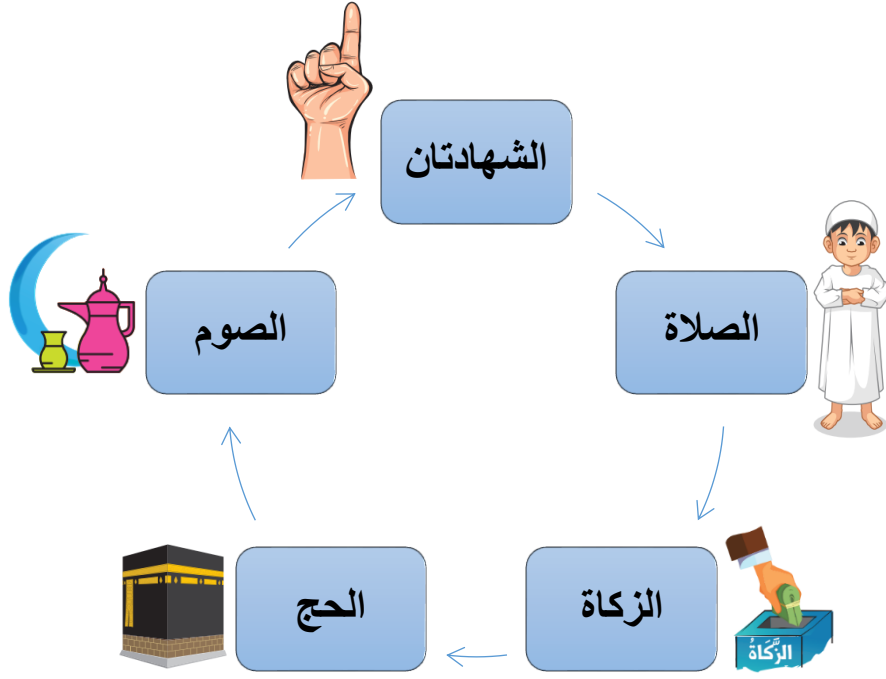 الشهادتان
الصلاة
الزكاة
الزَّكَاةُ
الحج
الصوم